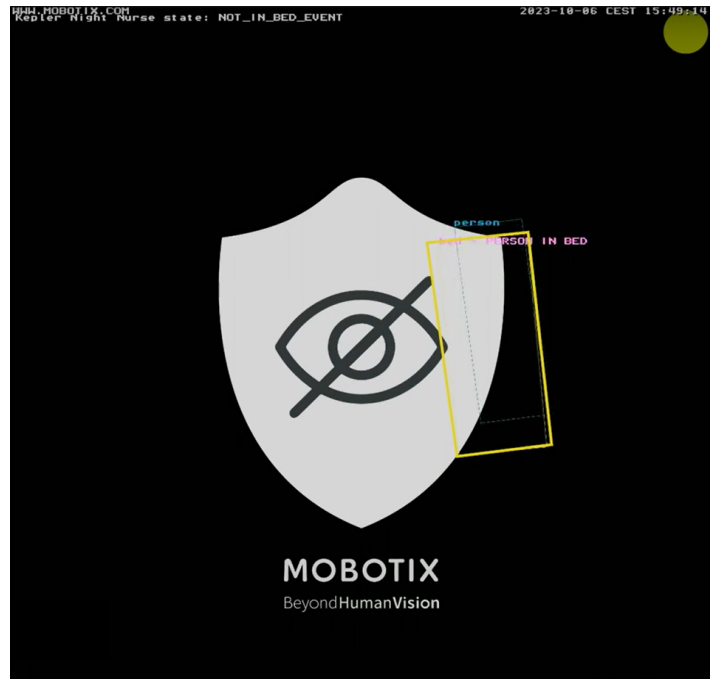 WWW.MOBOTIX.COM 2023-10-06 CEST 15:49:14
Kepler Night Nurse state: NOT_IN_BED_EVENT
person
PERSON IN BED
MOBOTIX
BeyondHumanVision